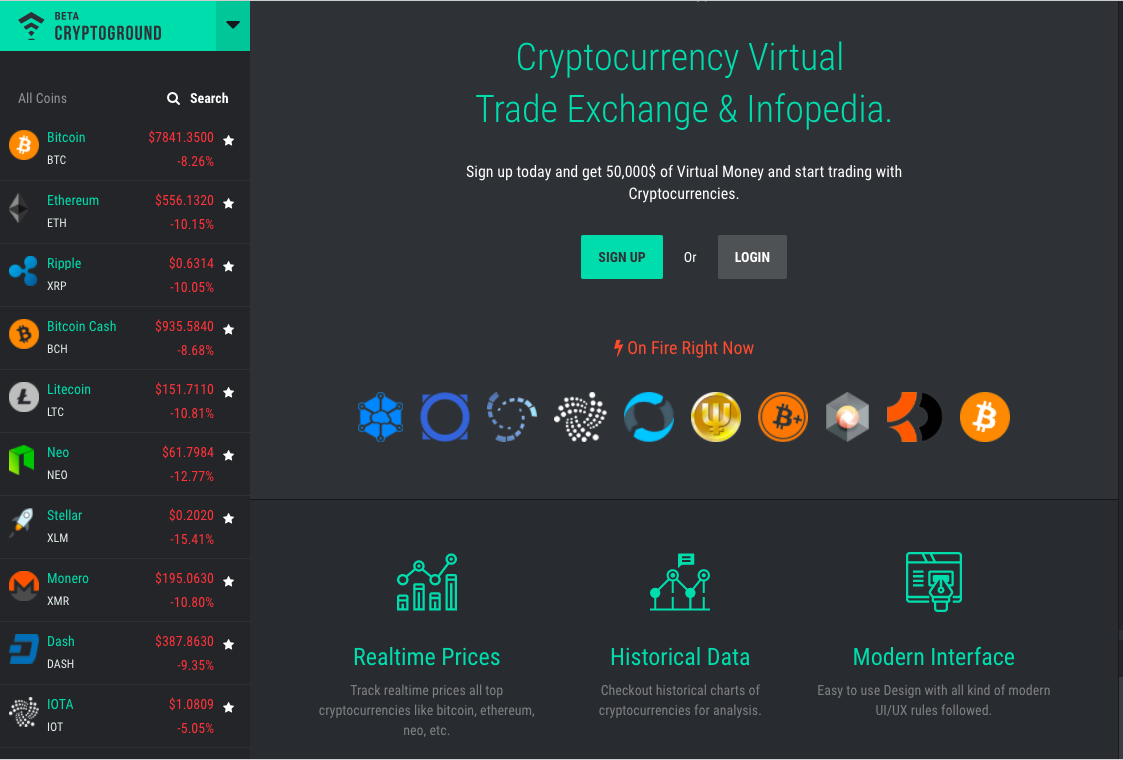 BETA
CRYPTOGROUND
All Coins Search
Bitcoin $7841.3500
BTC -8.26%
Ethereum $556.1320
ETH -10.15%
Ripple $0.6314
XRP -10.05%
Bitcoin Cash $935.5840
BCH -8.68%
Litecoin $151.7110
LTC -10.81%
Neo $61.7984
NEO -12.77%
Stellar $0.2020
XLM -15.41%
Monero $195.0630
XMR -10.80%
Dash $387.8630
DASH -9.35%
IOTA $1.0809
IOT -5.05%
Cryptocurrency Virtual
Trade Exchange & Infopedia.
Sign up today and get 50,000$ of Virtual Money and start trading with
Cryptocurrencies.
SIGN UP Or LOGIN
On Fire Right Now
Realtime Prices
Track realtime prices all top
cryptocurrencies like bitcoin, ethereum,
neo, etc.
Historical Data
Checkout historical charts of
cryptocurrencies for analysis.
Modern Interface
Easy to use Design with all kind of modern
UI/UX rules followed.